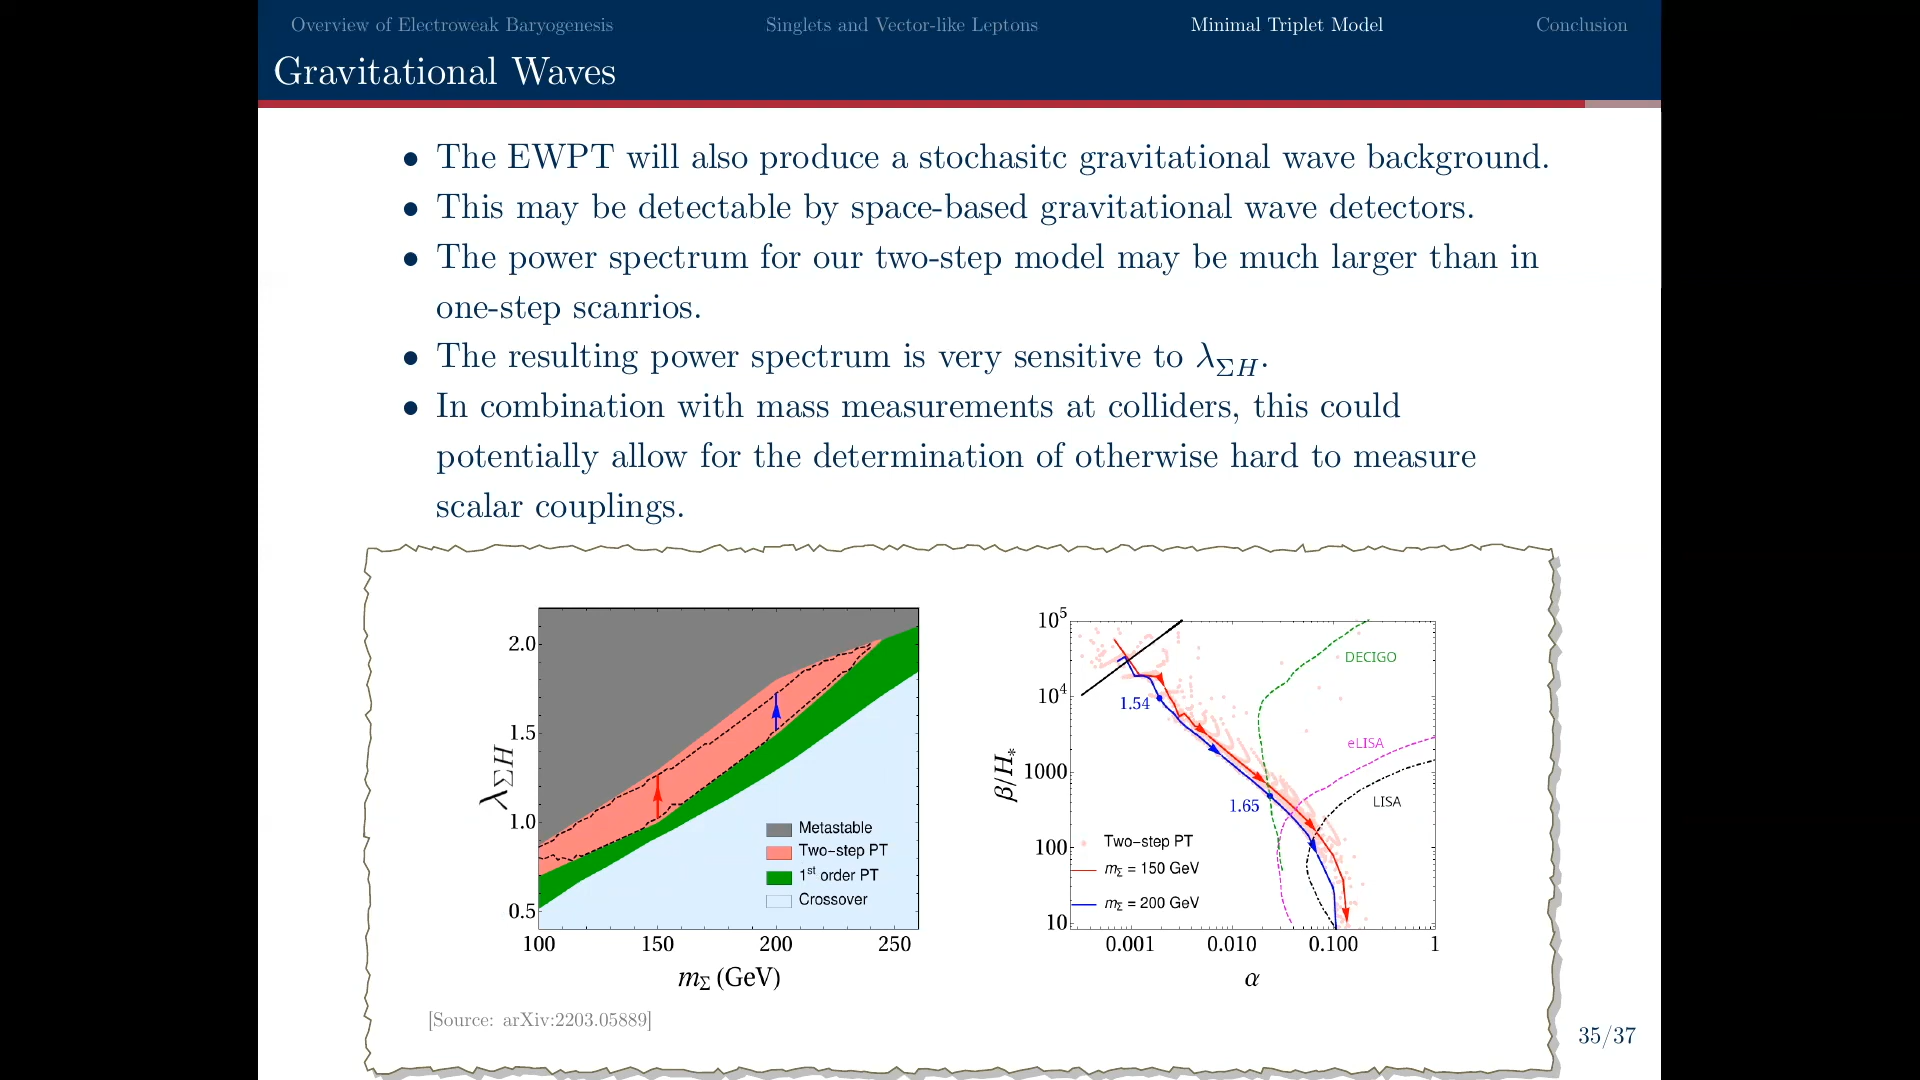 Overview of Electroweak Baryogenesis
Singlets and Vector-like Leptons
Minimal Triplet Model
Conclusion
Gravitational Waves
• The EWPT will also produce a stochasitc gravitational wave background.
• This may be detectable by space-based gravitational wave detectors.
• The power spectrum for our two-step model may be much larger than in
one-step scanrios.
• The resulting power spectrum is very sensitive to λ_ΣH.
• In combination with mass measurements at colliders, this could
potentially allow for the determination of otherwise hard to measure
scalar couplings.
λ_ΣH
2.0
1.5
1.0
0.5
100 150 200 250
m_Σ (GeV)
Metastable
Two-step PT
1st order PT
Crossover
β/H_*
10^5
10^4
1000
100
10
0.001 0.010 0.100 1
α
DECIGO
eLISA
LISA
1.54
1.65
Two-step PT
m_Σ = 150 GeV
m_Σ = 200 GeV
[Source: arXiv:2203.05889]
35/37